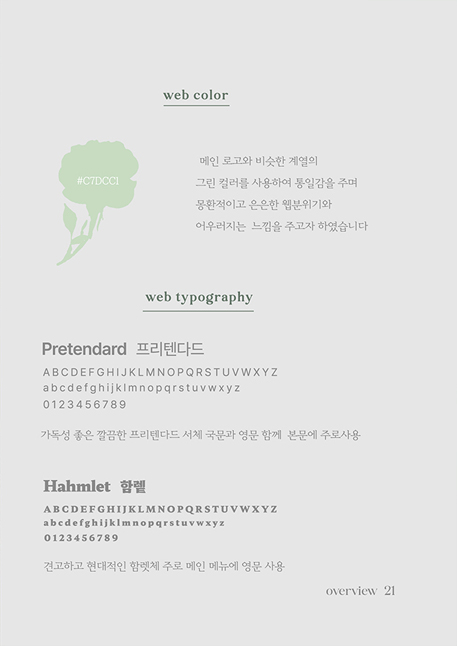 web color
#C7DCC1
메인 로고와 비슷한 계열의
그린 컬러를 사용하여 통일감을 주며
몽환적이고 은은한 웹분위기와
어우러지는 느낌을 주고자 하였습니다
web typography
Pretendard 프리텐다드
ABCDEFGHIJKLMNOPQRSTUVWXYZ
abcdefghijklmnopqrstuvwxyz
0123456789
가독성 좋은 깔끔한 프리텐다드 서체 국문과 영문 함께 본문에 주로사용
Hahmlet 함렡
ABCDEFGHIJKLMNOPQRSTUVWXYZ
abcdefghijklmnopqrstuvwxyz
0123456789
견고하고 현대적인 함렛체 주로 메인 메뉴에 영문 사용
overview 21